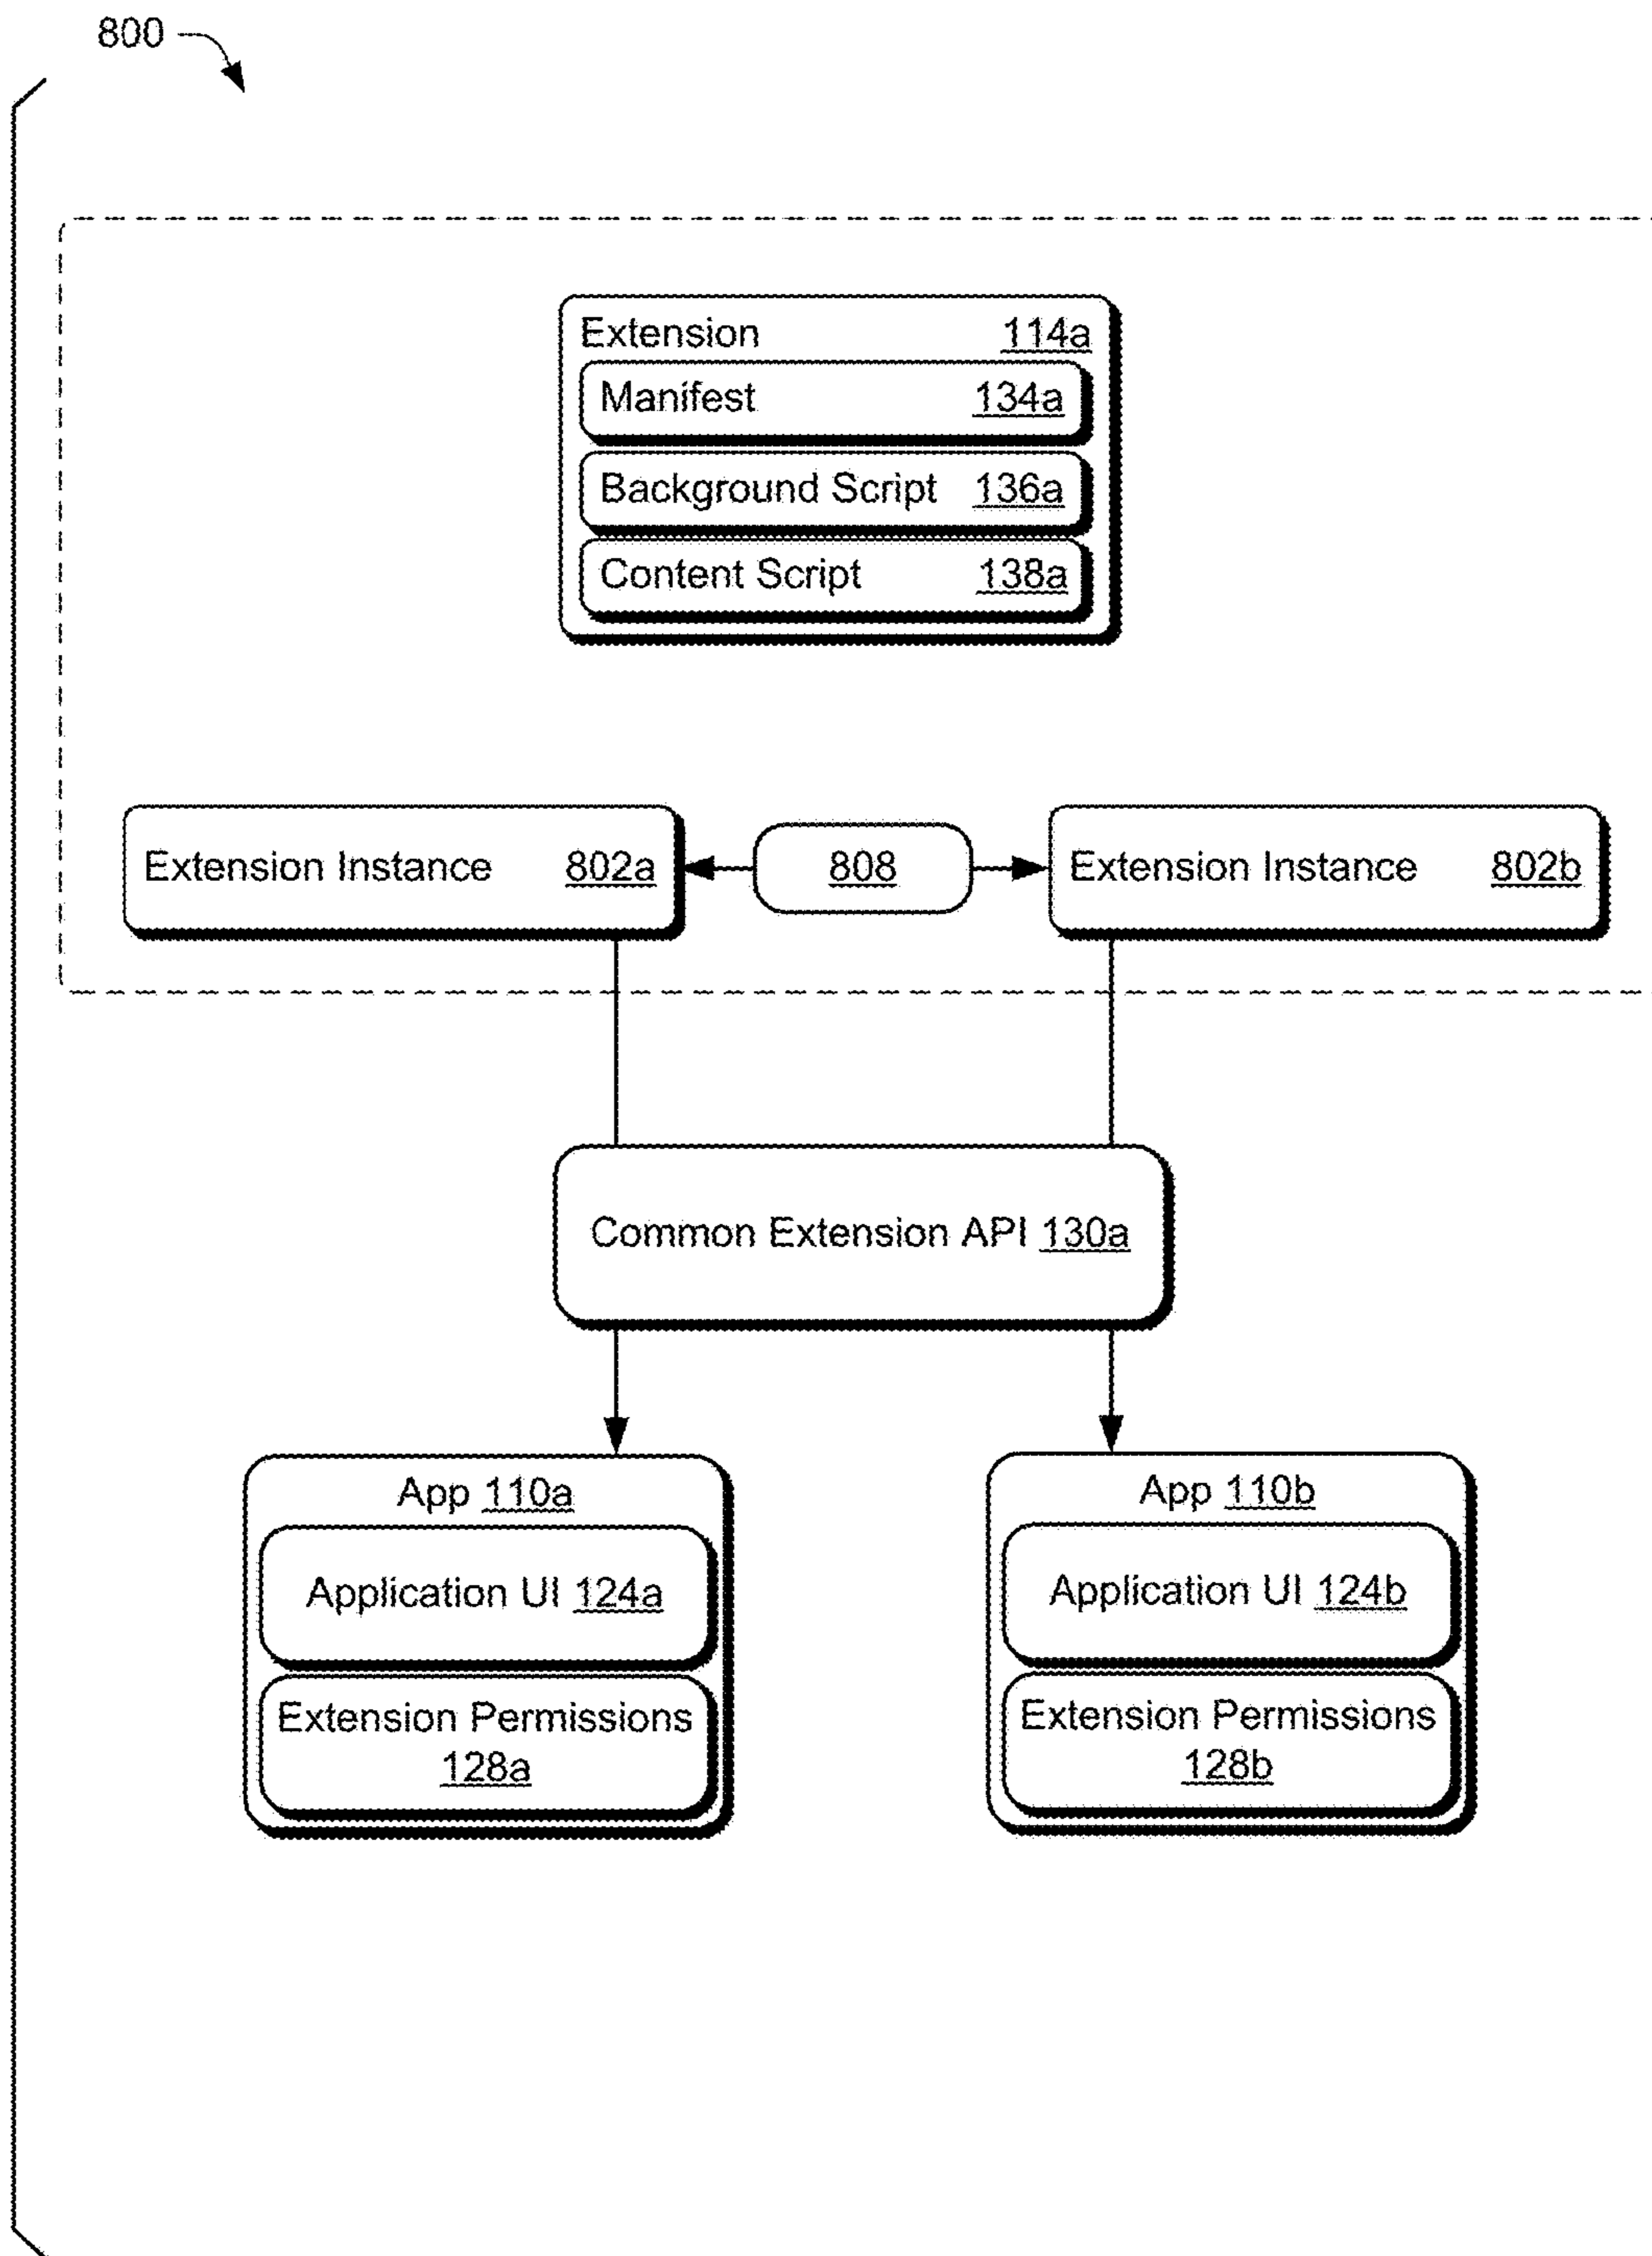 800
Extension 114a
Manifest 134a
Background Script 136a
Content Script 138a
Extension Instance 802a
808
Extension Instance 802b
Common Extension API 130a
App 110a
Application UI 124a
Extension Permissions
128a
App 110b
Application UI 124b
Extension Permissions
128b